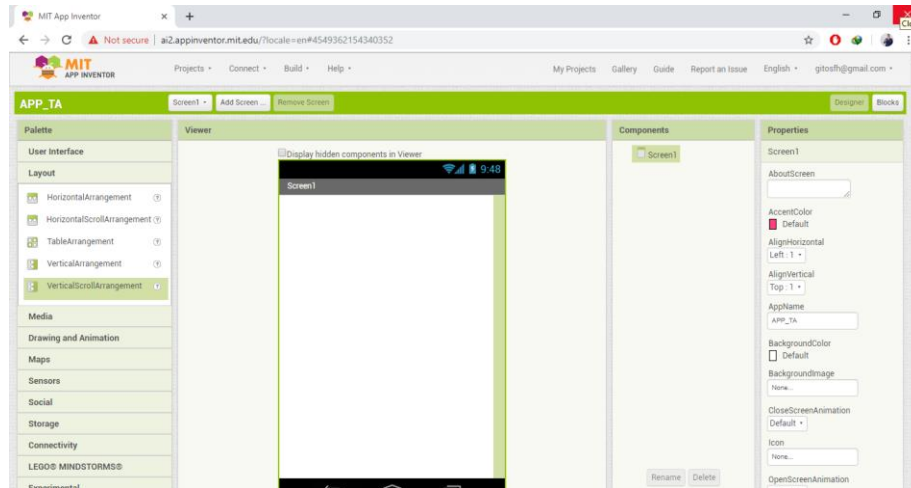 MIT App Inventor
Clo
Not secure | ai2.appinventor.mit.edu/?locale=en#4549362154340352
MIT
APP INVENTOR
Projects Connect Build Help
My Projects Gallery Guide Report an Issue English gitosfh@gmail.com
APP_TA
Screen1 Add Screen ... Remove Screen
Designer Blocks
Palette
User Interface
Layout
HorizontalArrangement
HorizontalScrollArrangement
TableArrangement
VerticalArrangement
VerticalScrollArrangement
Media
Drawing and Animation
Maps
Sensors
Social
Storage
Connectivity
LEGO® MINDSTORMS®
Experimental
Viewer
Display hidden components in Viewer
9:48
Screen1
Components
Screen1
Rename Delete
Properties
Screen1
AboutScreen
AccentColor
Default
AlignHorizontal
Left : 1
AlignVertical
Top : 1
AppName
APP_TA
BackgroundColor
Default
BackgroundImage
None...
CloseScreenAnimation
Default
Icon
None...
OpenScreenAnimation